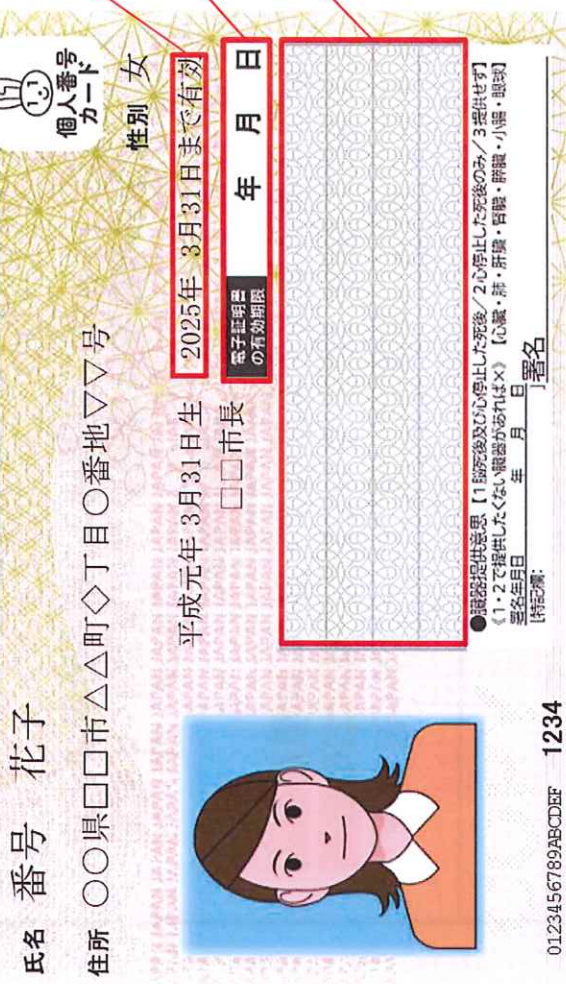 氏名 番号 花子
個人番号
カード
住所 〇〇県□□市△△町◇丁目〇番地▽▽号
性別 女
平成元年 3月31日生
2025年 3月31日まで有効
□□市長
電子証明書
の有効期限
年 月 日
●臓器提供意思【1脳死後及び心停止した死後/2心停止した死後のみ/3提供せず】
《1・2で提供したくない臓器があれば×》【心臓・肺・肝臓・腎臓・膵臓・小腸・眼球】
署名年月日 年 月 日
[特記欄: ]
署名
0123456789ABCDEF
1234